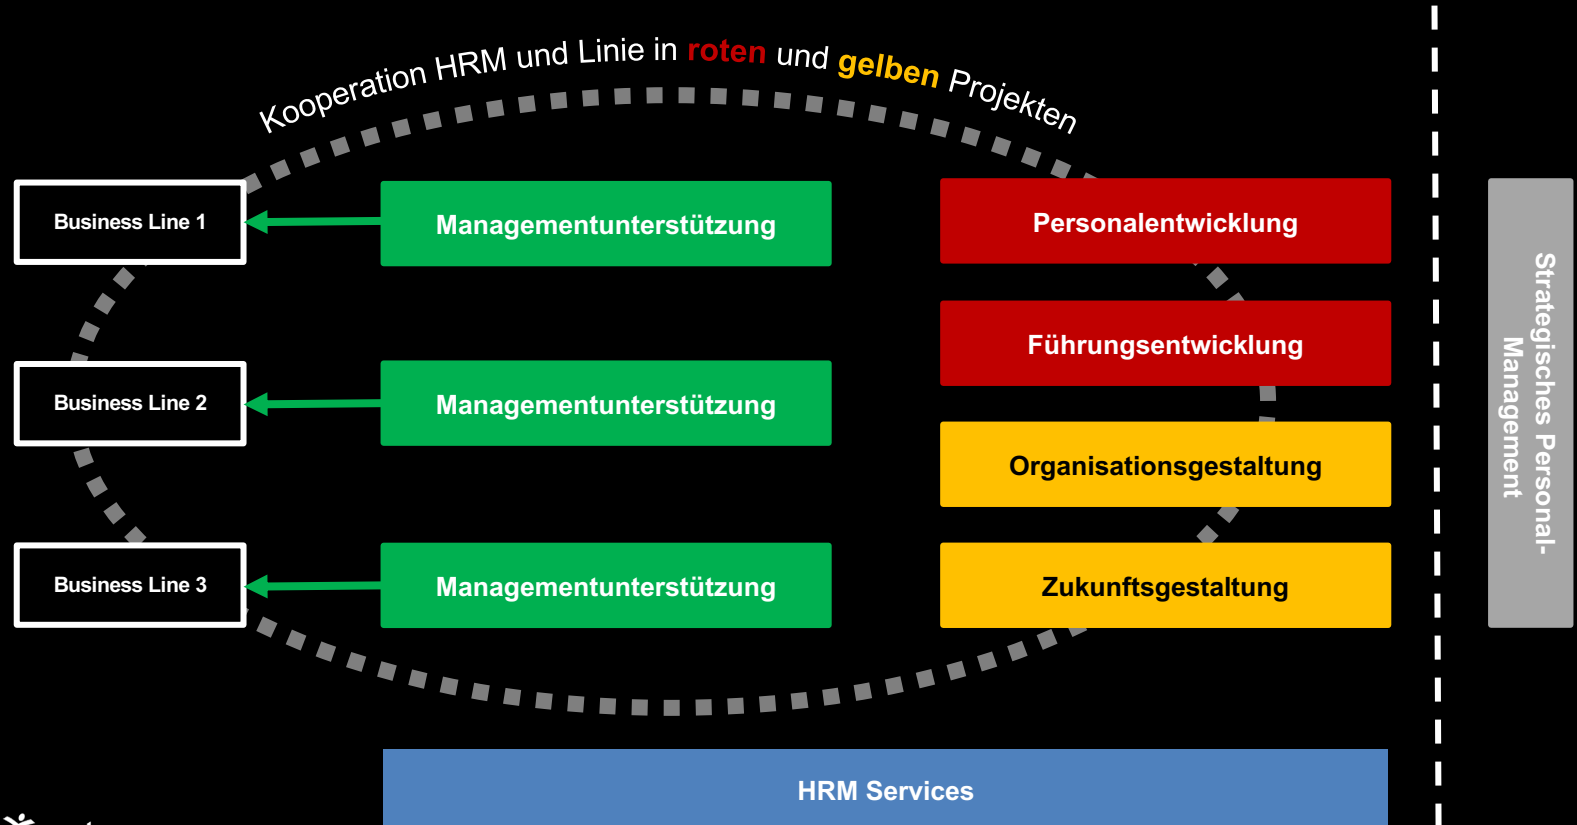 Kooperation HRM und Linie in roten und gelben Projekten
Business Line 1
Managementunterstützung
Personalentwicklung
Führungsentwicklung
Business Line 2
Managementunterstützung
Organisationsgestaltung
Business Line 3
Managementunterstützung
Zukunftsgestaltung
Strategisches Personal-
Management
HRM Services